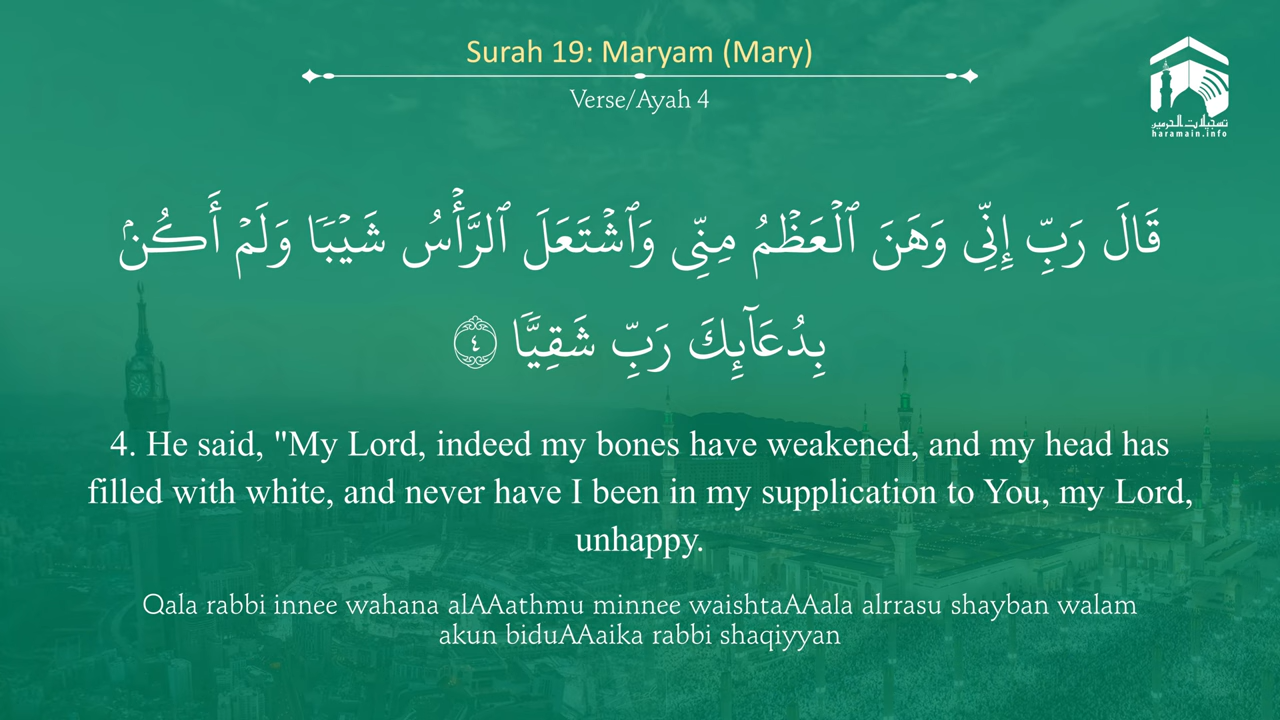 Surah 19: Maryam (Mary)
Verse/Ayah 4
تسجيلات الحرمين
haramain.info
قَالَ رَبِّ إِنِّى وَهَنَ ٱلْعَظْمُ مِنِّى وَٱشْتَعَلَ ٱلرَّأْسُ شَيْبًا وَلَمْ أَكُنۢ
بِدُعَآئِكَ رَبِّ شَقِيًّا ٤
4. He said, "My Lord, indeed my bones have weakened, and my head has
filled with white, and never have I been in my supplication to You, my Lord,
unhappy.
Qala rabbi innee wahana alAAathmu minnee waishtaAAala alrrasu shayban walam
akun biduAAaika rabbi shaqiyyan